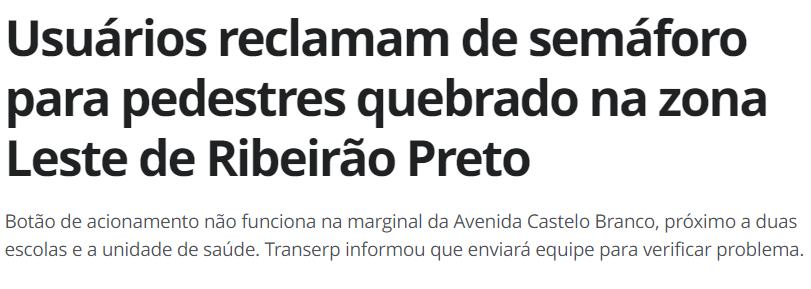 Usuários reclamam de semáforo
para pedestres quebrado na zona
Leste de Ribeirão Preto
Botão de acionamento não funciona na marginal da Avenida Castelo Branco, próximo a duas
escolas e a unidade de saúde. Transerp informou que enviará equipe para verificar problema.